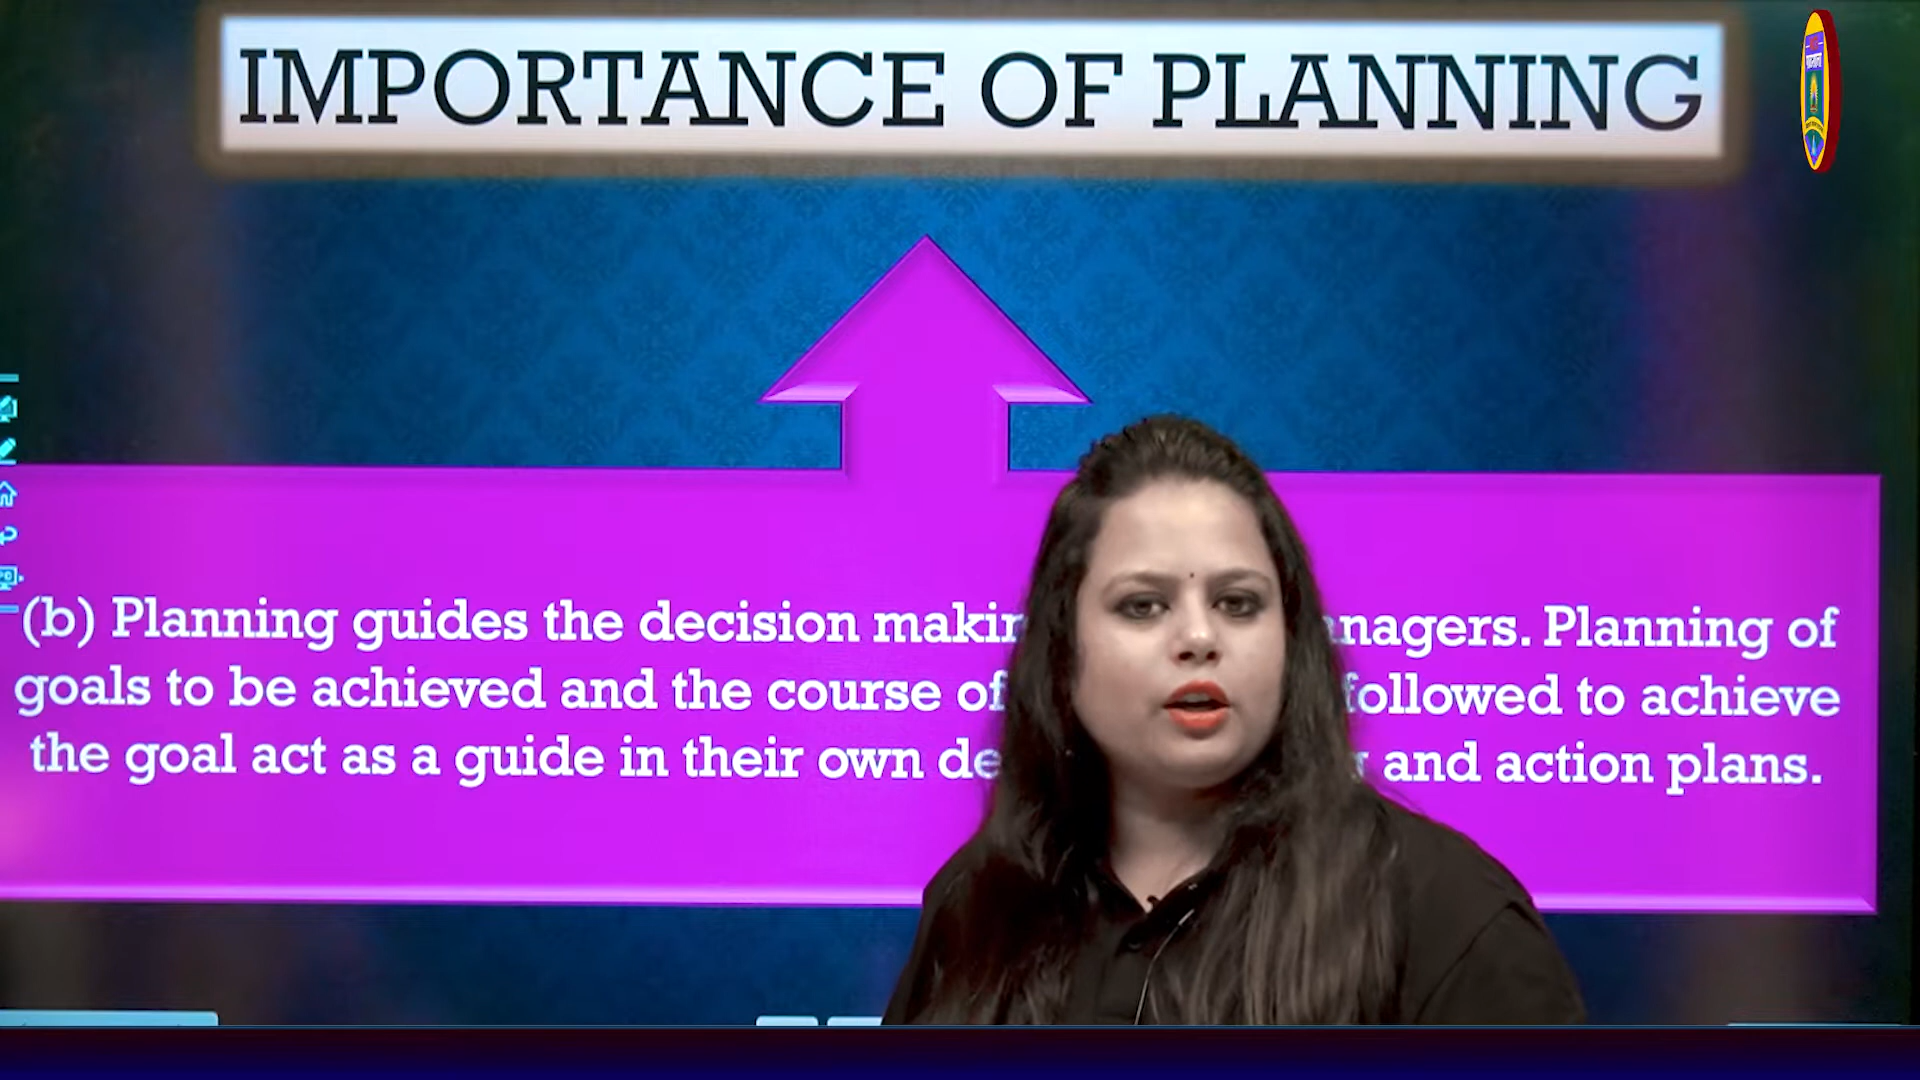 IMPORTANCE OF PLANNING
(b) Planning guides the decision makin nagers. Planning of
goals to be achieved and the course of followed to achieve
the goal act as a guide in their own de and action plans.